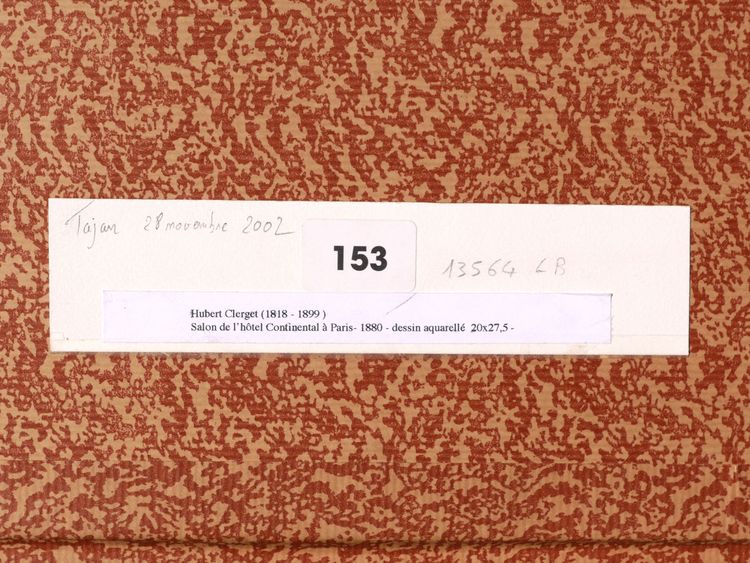 Tajan 28 novembre 2002
153
13564 LB
Hubert Clerget (1818 - 1899 )
Salon de l'hôtel Continental à Paris- 1880 - dessin aquarellé 20x27,5 -